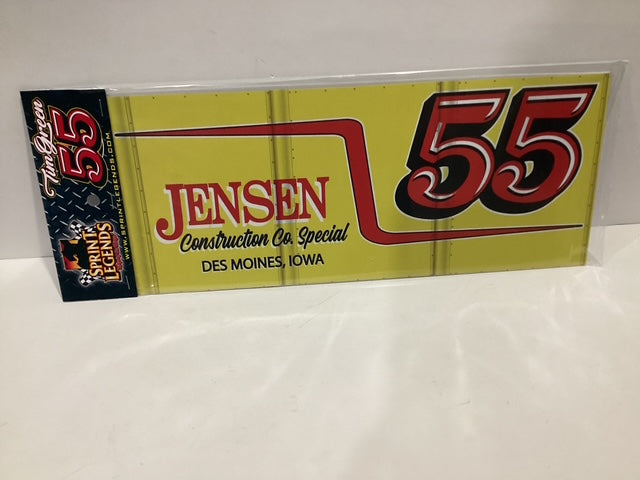 Tim Green
55
WWW.SPRINTLEGENDS.COM
SPRINT
LEGENDS
55
JENSEN
Construction Co. Special
DES MOINES, IOWA